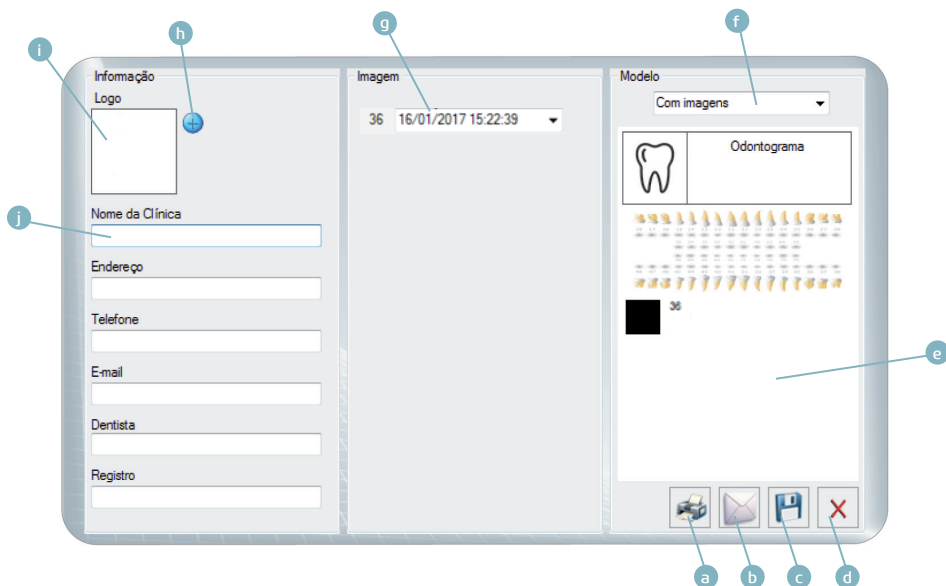 i
h
g
f
Informação
Logo
Imagem
36 16/01/2017 15:22:39
Modelo
Com imagens
Odontograma
36
j
Nome da Clínica
Endereço
Telefone
E-mail
Dentista
Registro
e
a
b
c
d